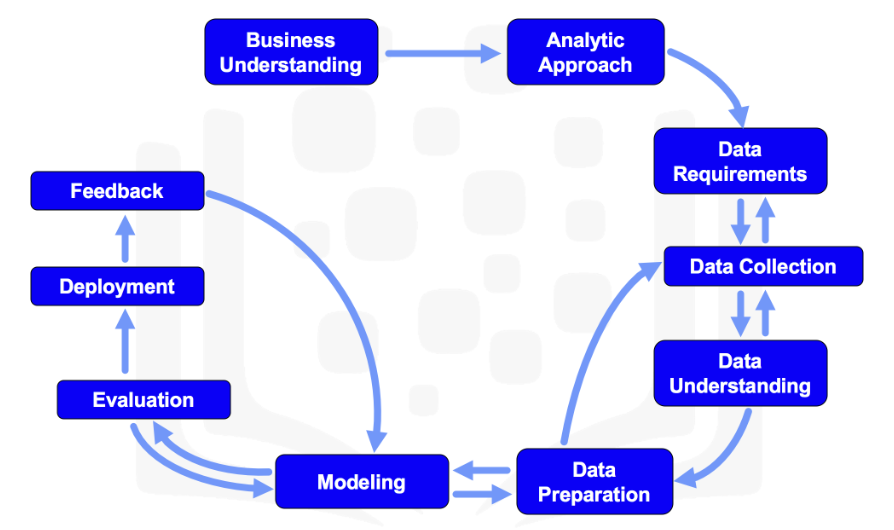 Business
Understanding
Analytic
Approach
Data
Requirements
Data Collection
Data
Understanding
Data
Preparation
Modeling
Evaluation
Deployment
Feedback